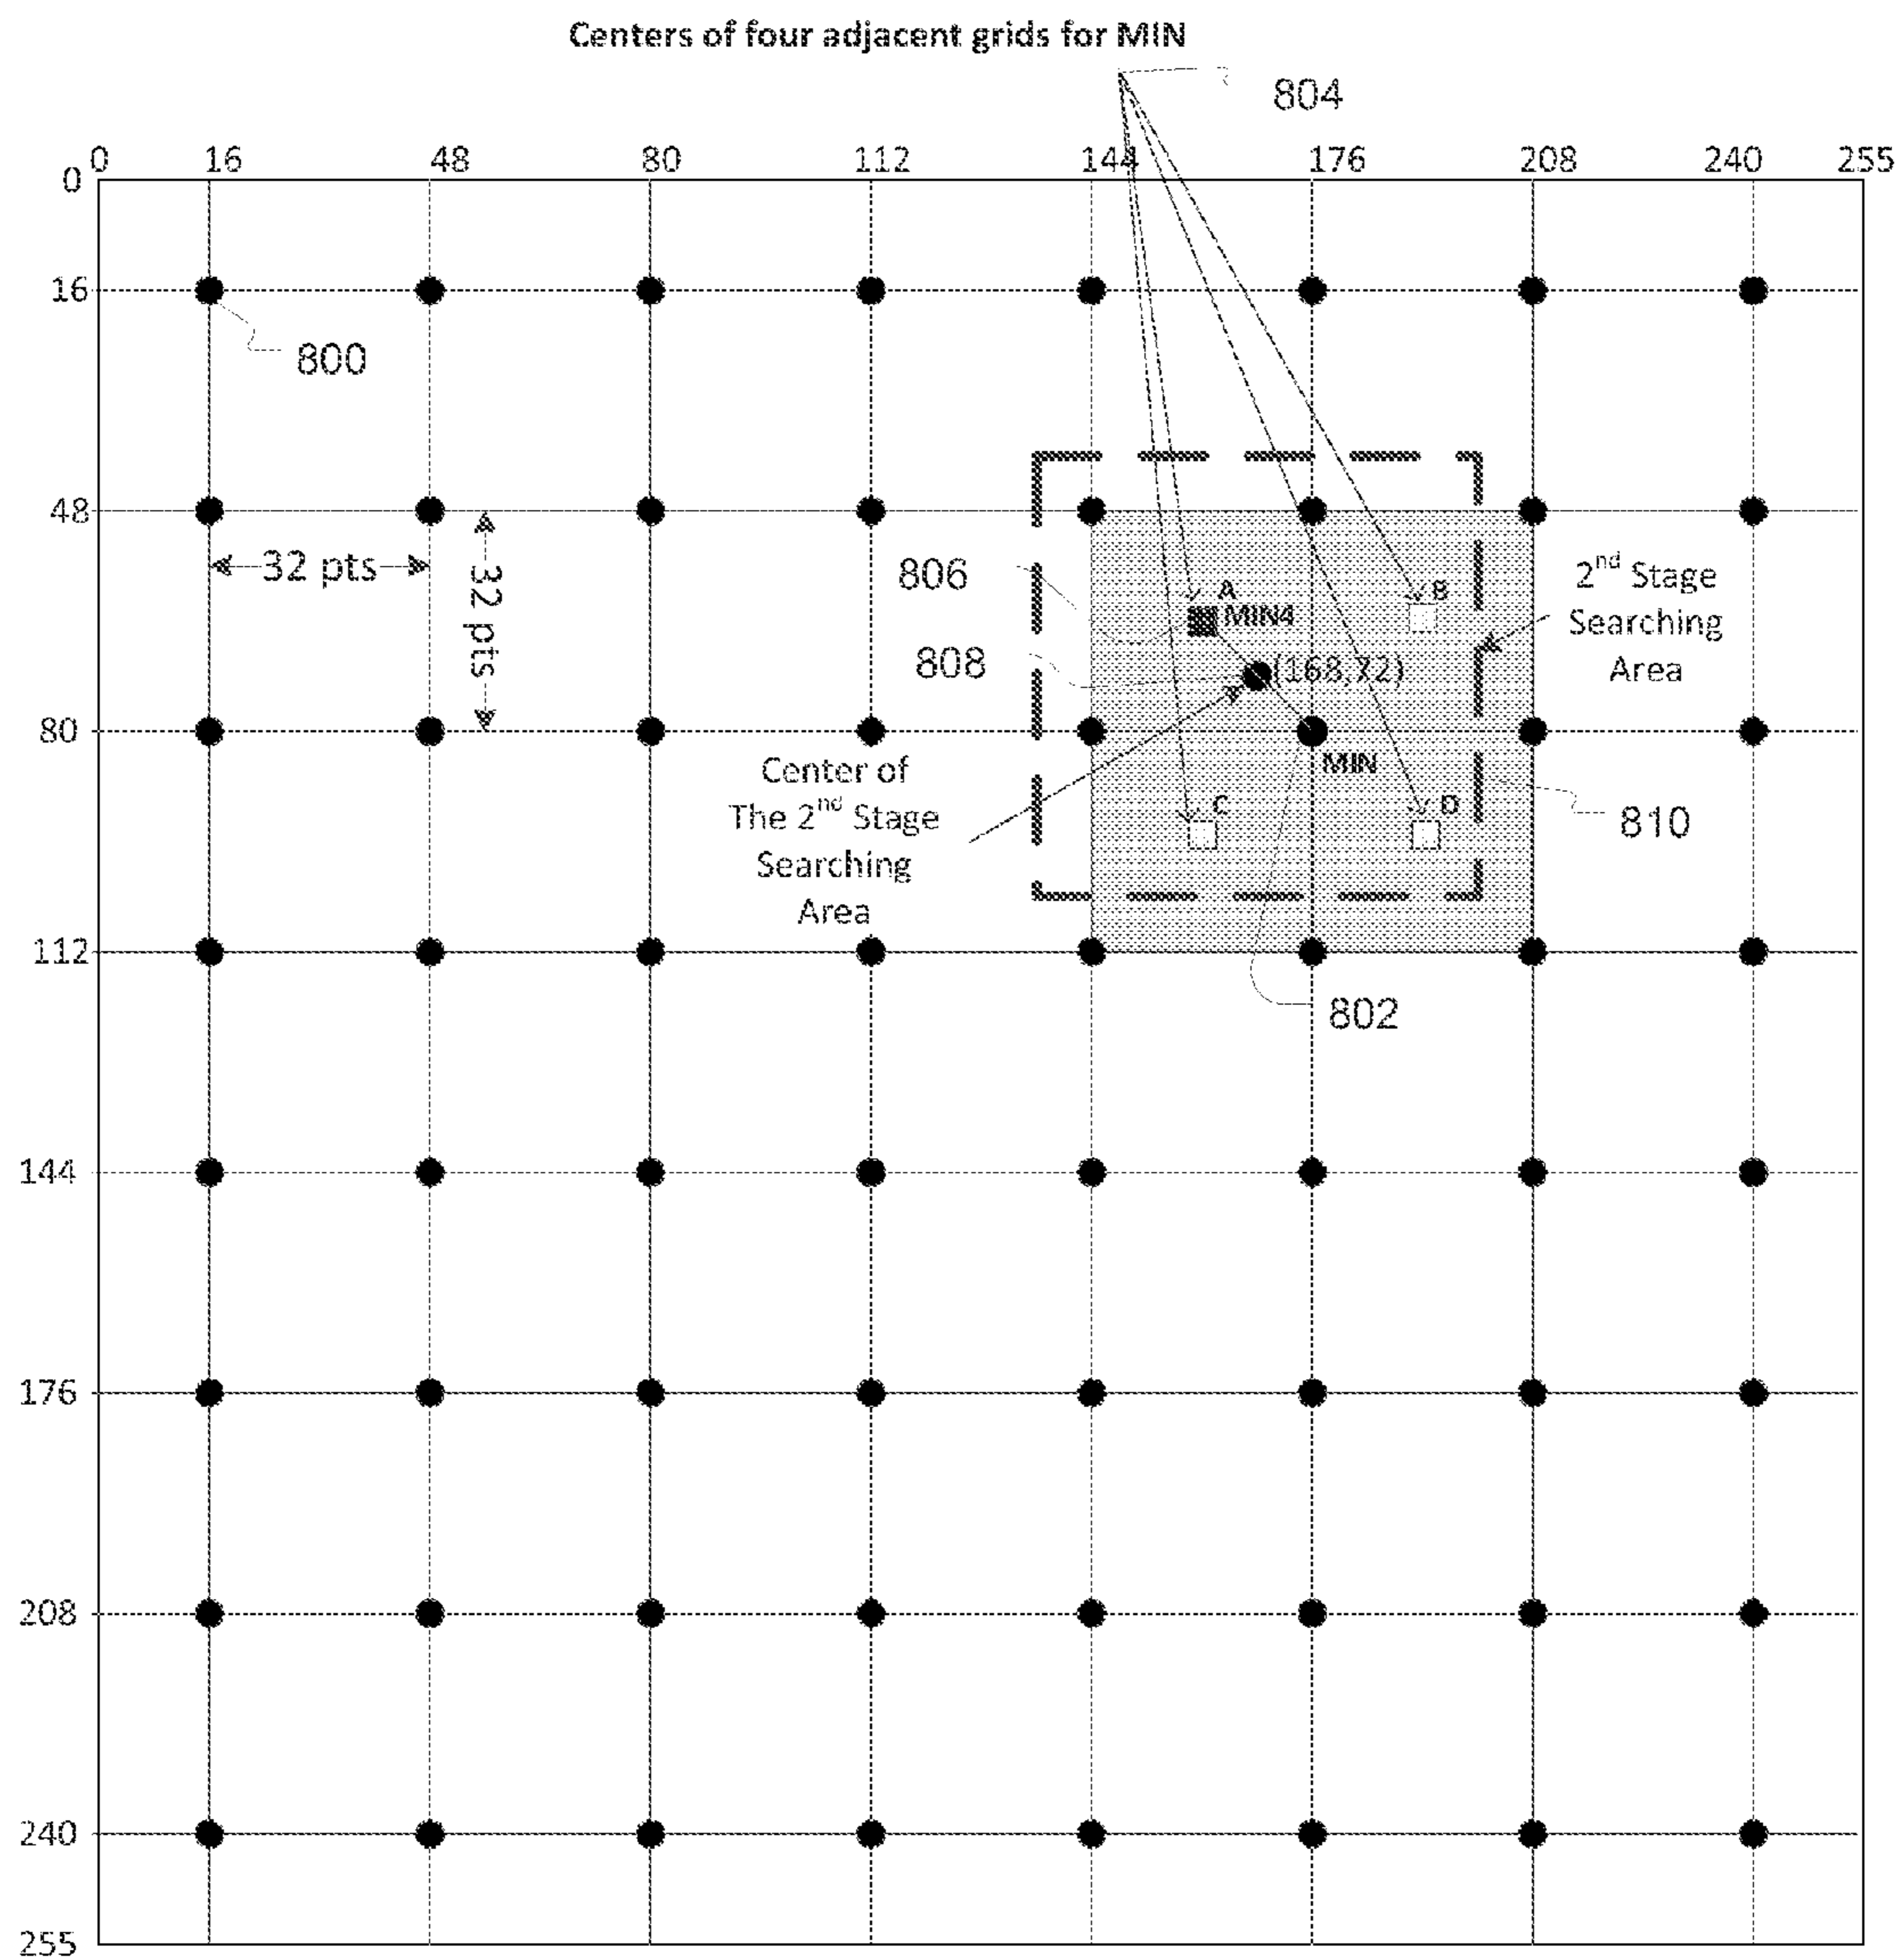 Centers of four adjacent grids for MIN
804
0 16 48 80 112 144 176 208 240 255
0
16
800
48
32 pts
32 pts
806
A
MIN4
B
2nd Stage
Searching
Area
808
(168,72)
80
MIN
Center of
The 2nd Stage
Searching
Area
C
D
810
112
802
144
176
208
240
255